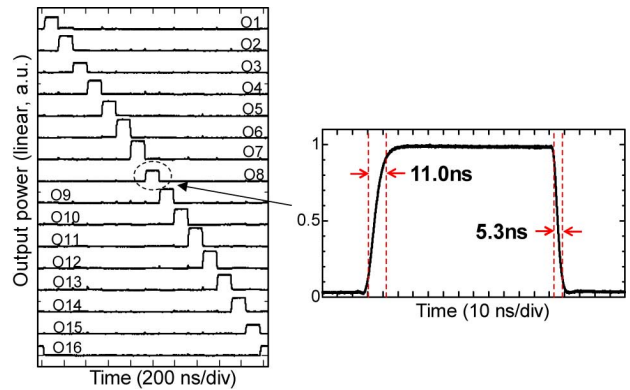 Output power (linear, a.u.)
O1
O2
O3
O4
O5
O6
O7
O8
O9
O10
O11
O12
O13
O14
O15
O16
Time (200 ns/div)
1
0.5
0
11.0ns
5.3ns
Time (10 ns/div)